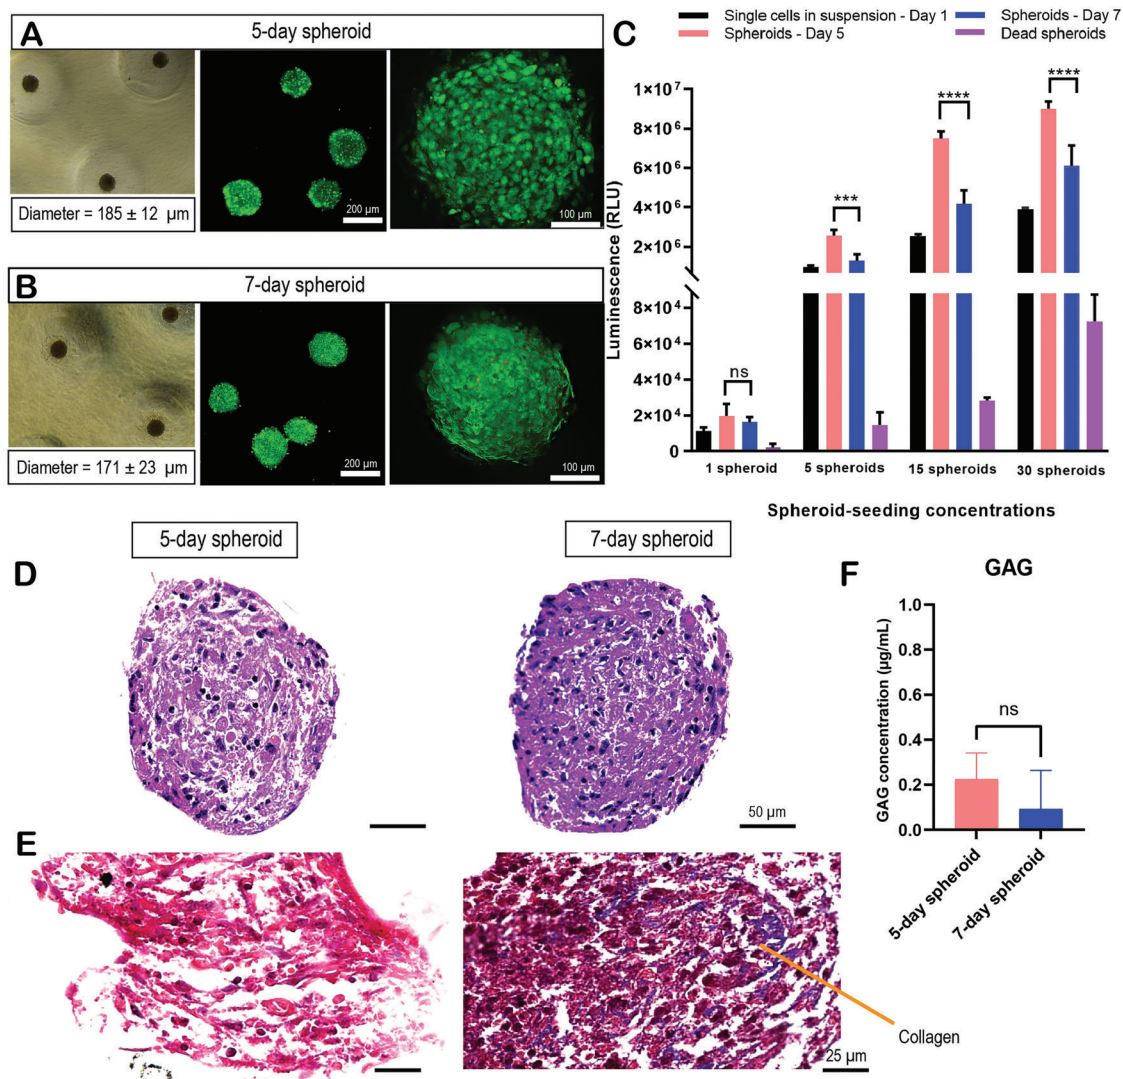 A
5-day spheroid
Diameter = 185 ± 12 µm
200 µm
100 µm
B
7-day spheroid
Diameter = 171 ± 23 µm
200 µm
100 µm
C
Single cells in suspension - Day 1
Spheroids - Day 5
Spheroids - Day 7
Dead spheroids
Luminescence (RLU)
1×10⁷
8×10⁶
6×10⁶
4×10⁶
2×10⁶
8×10⁴
6×10⁴
4×10⁴
2×10⁴
0
ns
***
****
****
1 spheroid
5 spheroids
15 spheroids
30 spheroids
Spheroid-seeding concentrations
D
5-day spheroid
7-day spheroid
50 µm
E
Collagen
25 µm
F
GAG
GAG concentration (µg/mL)
1.0
0.8
0.6
0.4
0.2
0.0
ns
5-day spheroid
7-day spheroid